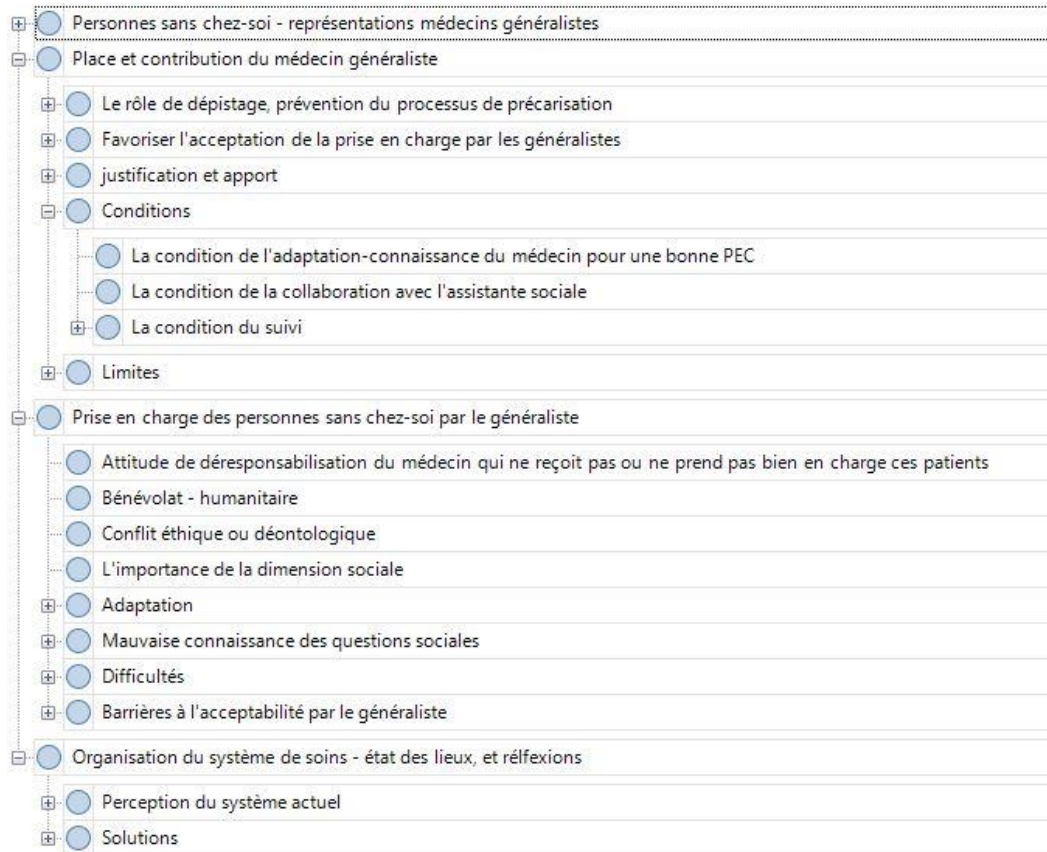 Personnes sans chez-soi - représentations médecins généralistes
Place et contribution du médecin généraliste
Le rôle de dépistage, prévention du processus de précarisation
Favoriser l'acceptation de la prise en charge par les généralistes
justification et apport
Conditions
La condition de l'adaptation-connaissance du médecin pour une bonne PEC
La condition de la collaboration avec l'assistante sociale
La condition du suivi
Limites
Prise en charge des personnes sans chez-soi par le généraliste
Attitude de déresponsabilisation du médecin qui ne reçoit pas ou ne prend pas bien en charge ces patients
Bénévolat - humanitaire
Conflit éthique ou déontologique
L'importance de la dimension sociale
Adaptation
Mauvaise connaissance des questions sociales
Difficultés
Barrières à l'acceptabilité par le généraliste
Organisation du système de soins - état des lieux, et rélfexions
Perception du système actuel
Solutions